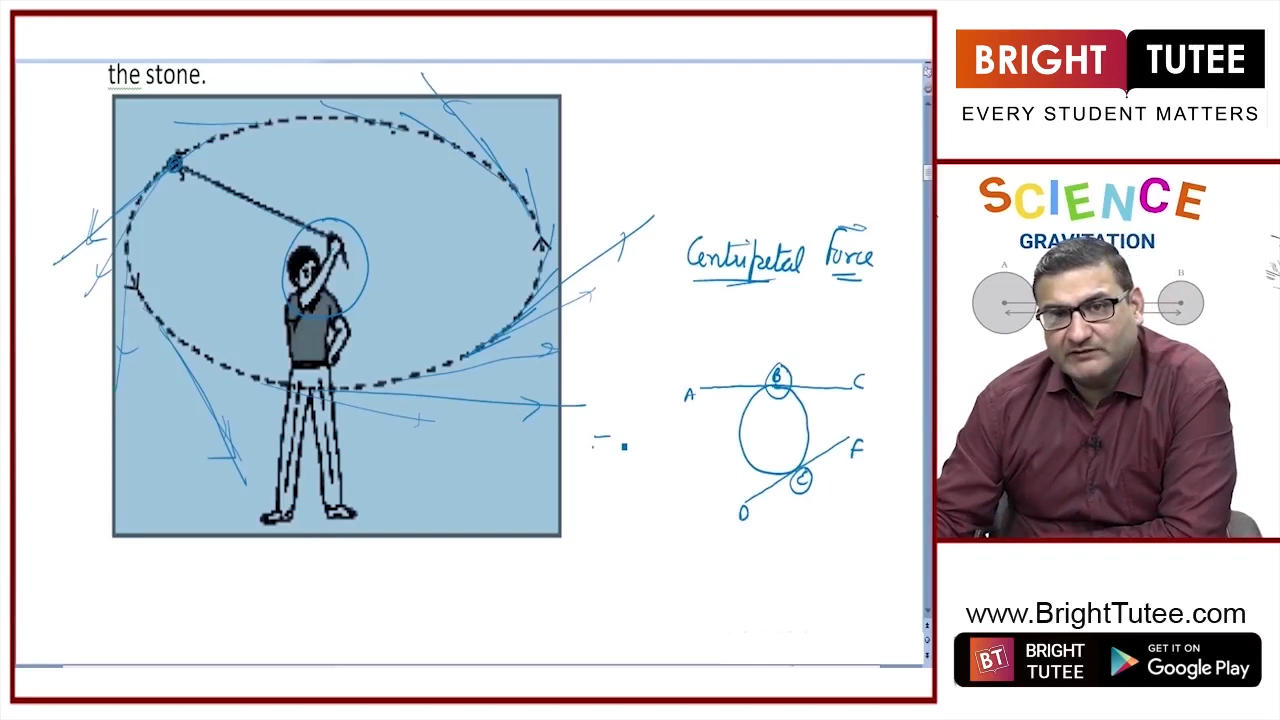 the stone.
Centripetal Force
B
A
C
F
E
D
BRIGHT TUTEE
EVERY STUDENT MATTERS
SCIENCE
GRAVITATION
A
B
www.BrightTutee.com
BT
BRIGHT
TUTEE
GET IT ON
Google Play